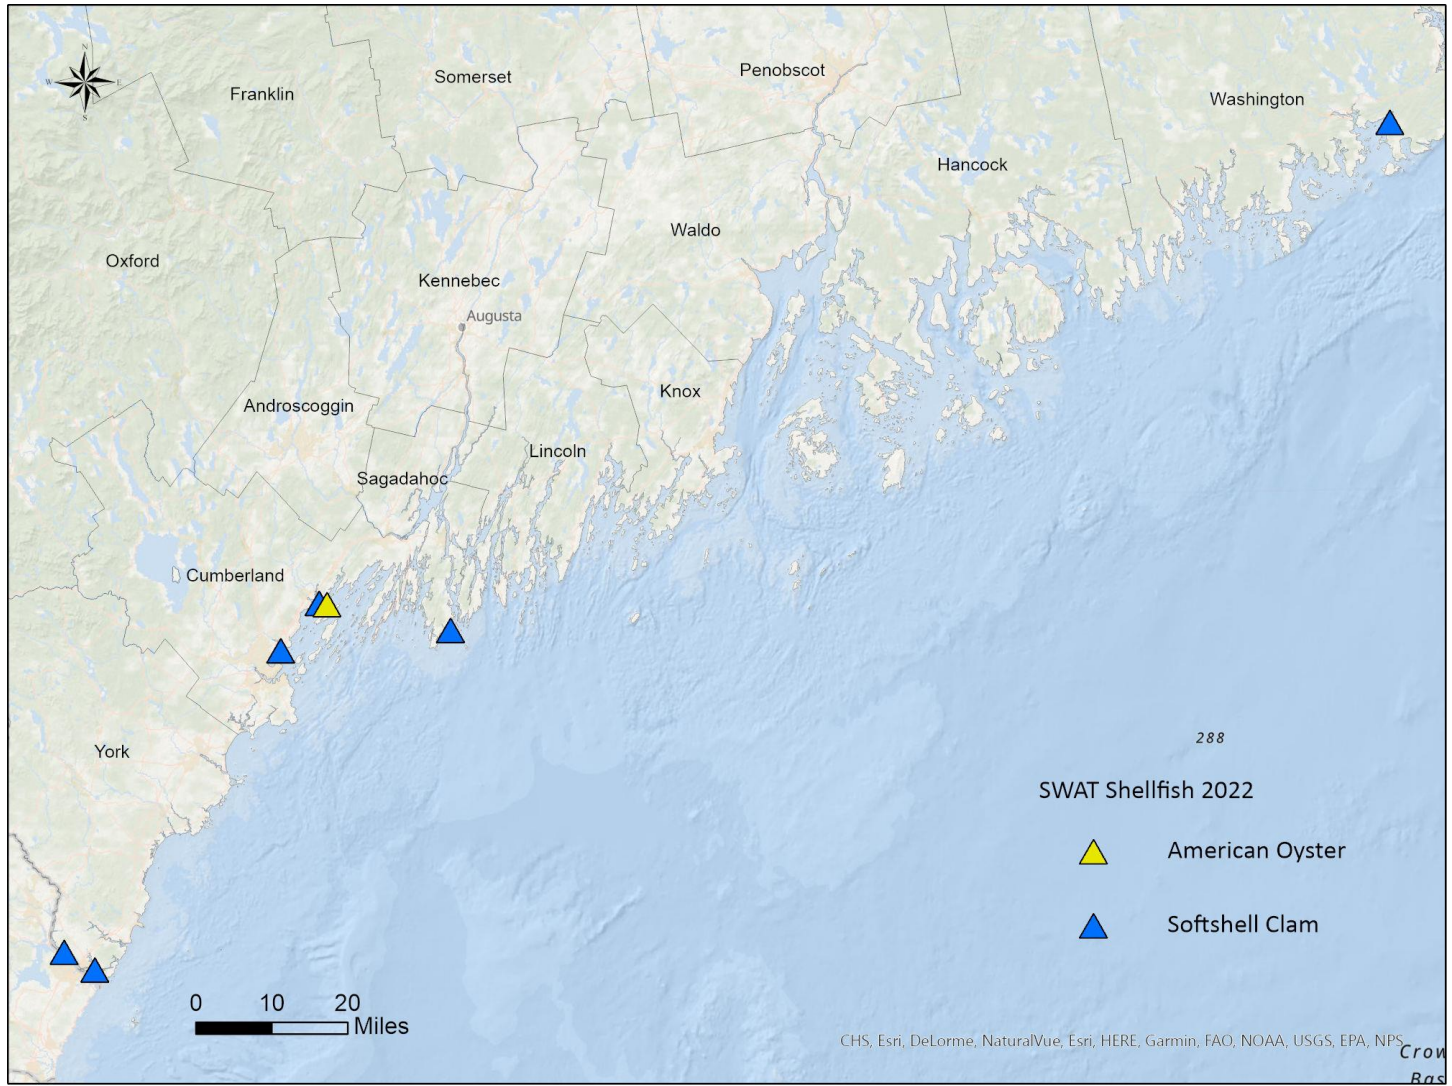 N
W E
S
Somerset
Penobscot
Franklin
Washington
Hancock
Waldo
Oxford
Kennebec
Augusta
Knox
Androscoggin
Lincoln
Sagadahoc
Cumberland
York
288
SWAT Shellfish 2022
American Oyster
Softshell Clam
0 10 20
Miles
CHS, Esri, DeLorme, NaturalVue, Esri, HERE, Garmin, FAO, NOAA, USGS, EPA, NPS
Crow
Bas